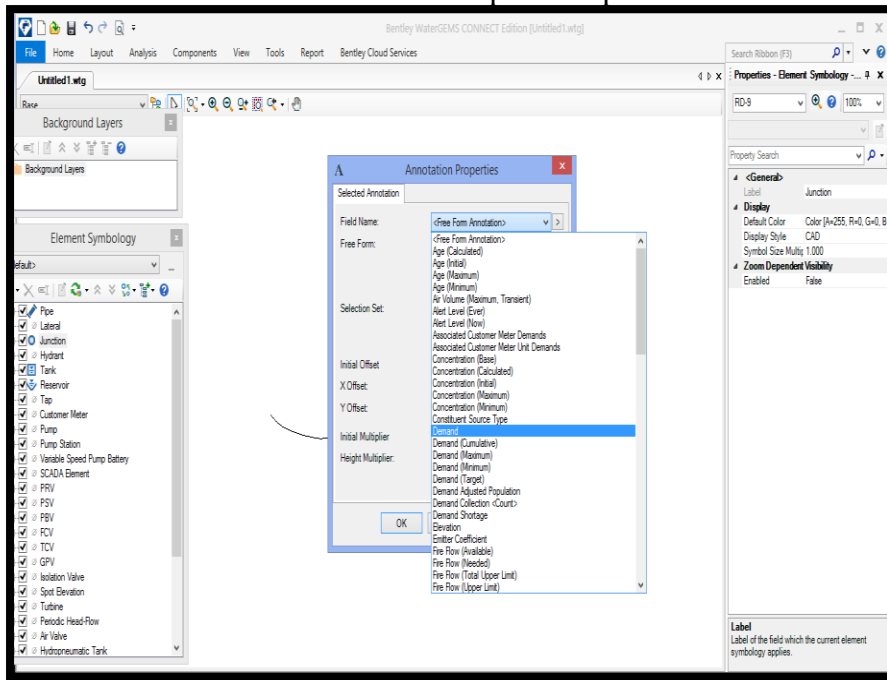 Bentley WaterGEMS CONNECT Edition [Untitled1.wtg]
File Home Layout Analysis Components View Tools Report Bentley Cloud Services
Search Ribbon (F3)
Untitled1.wtg
Base
Background Layers
Background Layers
Element Symbology
efault>
Pipe
Lateral
Junction
Hydrant
Tank
Reservoir
Tap
Customer Meter
Pump
Pump Station
Variable Speed Pump Battery
SCADA Element
PRV
PSV
PBV
FCV
TCV
GPV
Isolation Valve
Spot Elevation
Turbine
Periodic Head-Flow
Air Valve
Hydropneumatic Tank
A Annotation Properties
Selected Annotation
Field Name: <Free Form Annotation>
Free Form:
Selection Set:
Initial Offset
X Offset:
Y Offset:
Initial Multiplier
Height Multiplier:
OK
<Free Form Annotation>
Age (Calculated)
Age (Initial)
Age (Maximum)
Age (Minimum)
Air Volume (Maximum, Transient)
Alert Level (Ever)
Alert Level (Now)
Associated Customer Meter Demands
Associated Customer Meter Unit Demands
Concentration (Base)
Concentration (Calculated)
Concentration (Initial)
Concentration (Maximum)
Concentration (Minimum)
Constituent Source Type
Demand
Demand (Cumulative)
Demand (Maximum)
Demand (Minimum)
Demand (Target)
Demand Adjusted Population
Demand Collection <Count>
Demand Shortage
Elevation
Emitter Coefficient
Fire Flow (Available)
Fire Flow (Needed)
Fire Flow (Total Upper Limit)
Fire Flow (Upper Limit)
Properties - Element Symbology -...
RD-9 100%
Property Search
<General>
Label Junction
Display
Default Color Color [A=255, R=0, G=0, B
Display Style CAD
Symbol Size Multip 1.000
Zoom Dependent Visibility
Enabled False
Label
Label of the field which the current element
symbology applies.